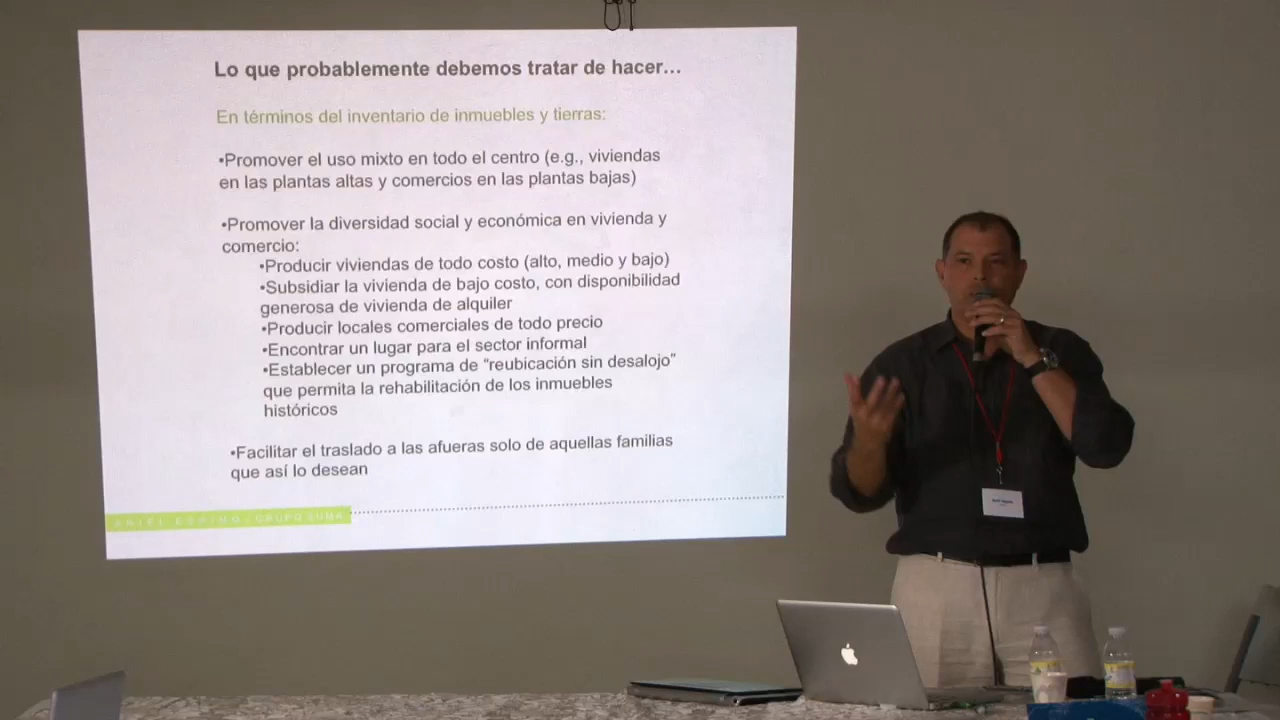 Lo que probablemente debemos tratar de hacer...
En términos del inventario de inmuebles y tierras:
•Promover el uso mixto en todo el centro (e.g., viviendas
en las plantas altas y comercios en las plantas bajas)
•Promover la diversidad social y económica en vivienda y
comercio:
•Producir viviendas de todo costo (alto, medio y bajo)
•Subsidiar la vivienda de bajo costo, con disponibilidad
generosa de vivienda de alquiler
•Producir locales comerciales de todo precio
•Encontrar un lugar para el sector informal
•Establecer un programa de “reubicación sin desalojo”
que permita la rehabilitación de los inmuebles
históricos
•Facilitar el traslado a las afueras solo de aquellas familias
que así lo desean